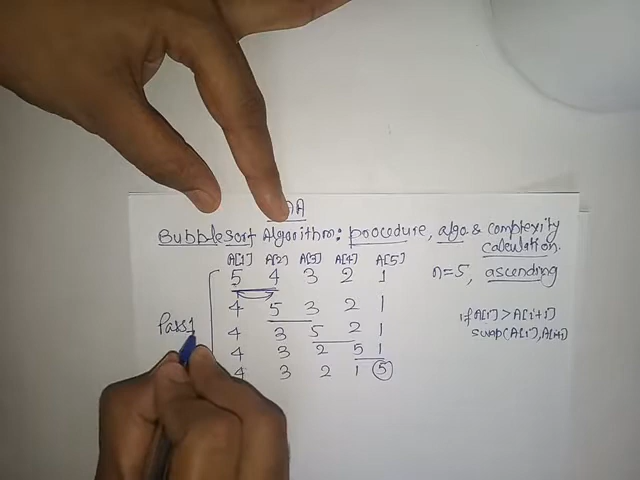 Bubblesort Algorithm: procedure, algo & complexity
calculation.
A[1] A[2] A[3] A[4] A[5]
5 4 3 2 1
n=5, ascending
4 5 3 2 1
if A[i] > A[i+1]
swap(A[i], A[i+1])
Pass 1
4 3 5 2 1
4 3 2 5 1
4 3 2 1 5